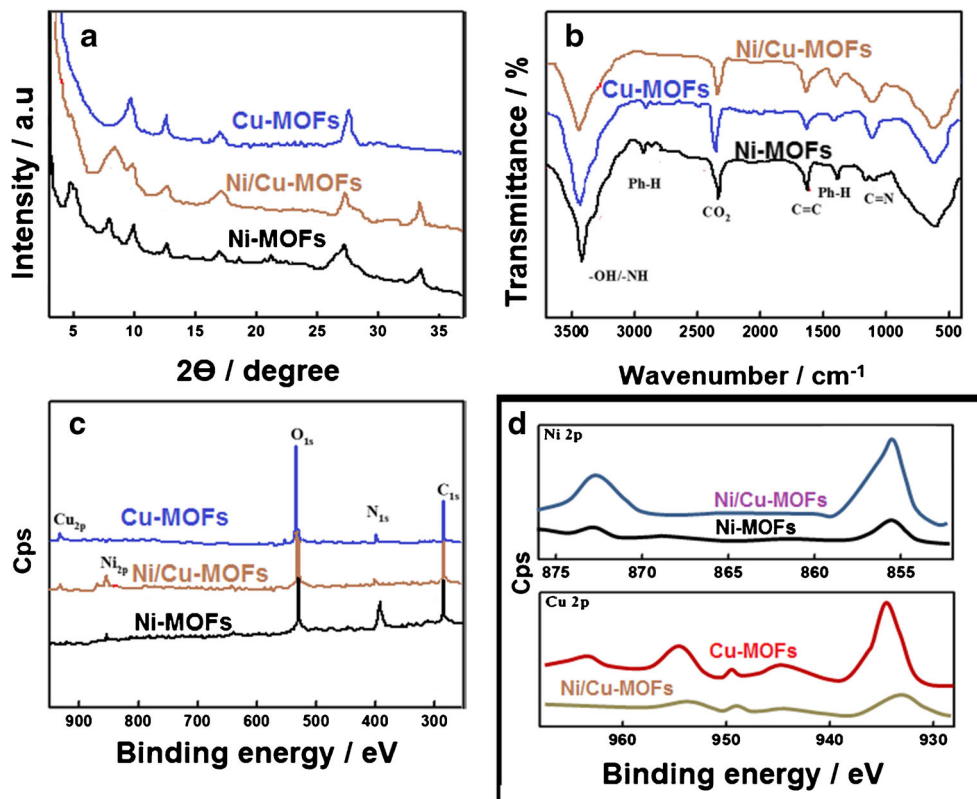 a
Cu-MOFs
Ni/Cu-MOFs
Ni-MOFs
Intensity / a.u
5 10 15 20 25 30 35
2Θ / degree
b
Ni/Cu-MOFs
Cu-MOFs
Ni-MOFs
Ph-H
CO2
C=C
Ph-H
C=N
-OH/-NH
Transmittance / %
3500 3000 2500 2000 1500 1000 500 400
Wavenumber / cm-1
c
O1s
C1s
N1s
Cu2p
Cu-MOFs
Ni2p
Ni/Cu-MOFs
Ni-MOFs
Cps
900 800 700 600 500 400 300
Binding energy / eV
d
Ni 2p
Ni/Cu-MOFs
Ni-MOFs
875 870 865 860 855
Cps
Cu 2p
Cu-MOFs
Ni/Cu-MOFs
960 950 940 930
Binding energy / eV